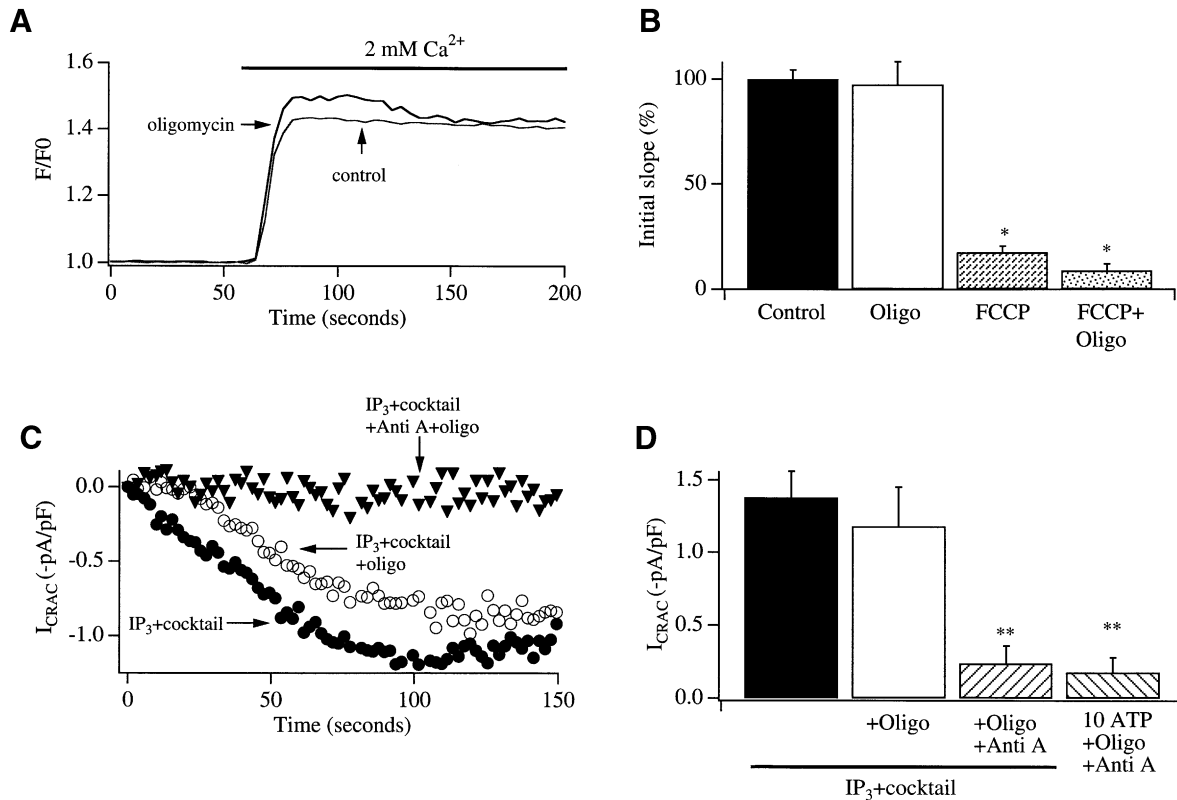 A
2 mM Ca2+
1.6
1.4
1.2
1.0
F/F0
oligomycin
control
0
50
100
150
200
Time (seconds)
B
100
50
0
Initial slope (%)
*
*
Control
Oligo
FCCP
FCCP+
Oligo
C
IP3+cocktail
+Anti A+oligo
0.0
-0.5
-1.0
ICRAC (-pA/pF)
IP3+cocktail
+oligo
IP3+cocktail
0
50
100
150
Time (seconds)
D
1.5
1.0
0.5
0.0
ICRAC (-pA/pF)
**
**
+Oligo
+Oligo
+Anti A
10 ATP
+Oligo
+Anti A
IP3+cocktail